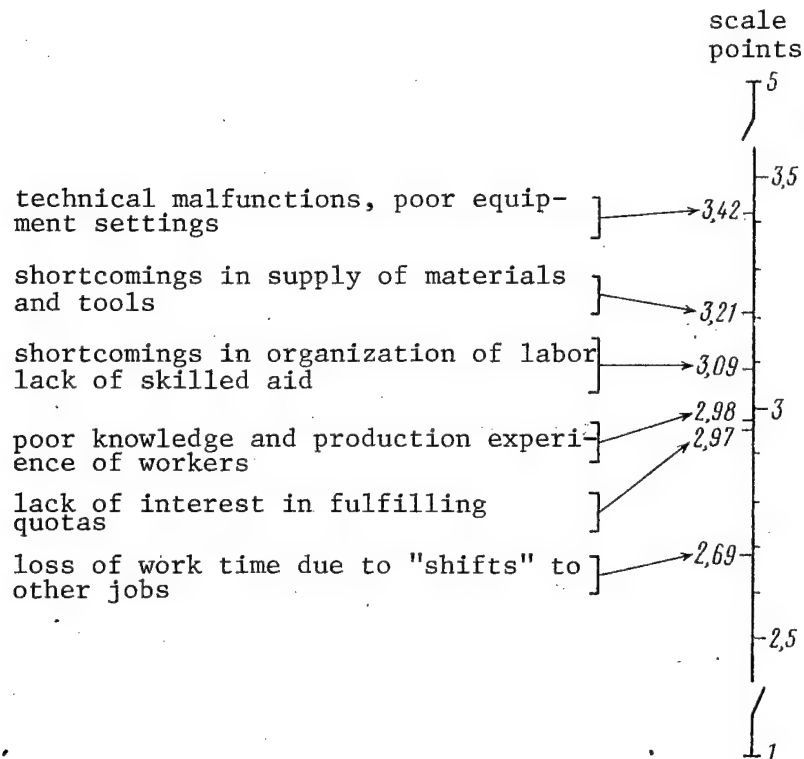 scale
points
5
3,5
technical malfunctions, poor equip-
ment settings
3,42
shortcomings in supply of materials
and tools
3,21
shortcomings in organization of labor
lack of skilled aid
3,09
3
2,98
poor knowledge and production experi-
ence of workers
2,97
lack of interest in fulfilling
quotas
loss of work time due to "shifts" to
other jobs
2,69
2,5
1